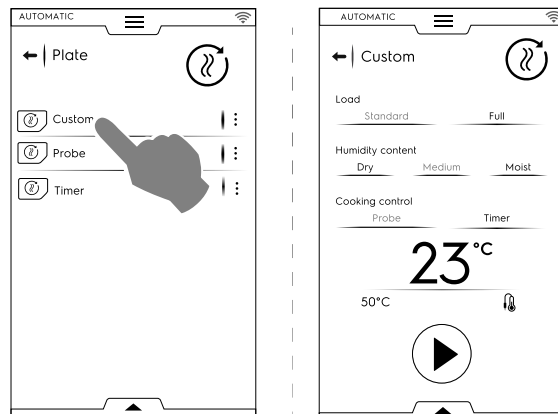 AUTOMATIC
Plate
Custom
Probe
Timer
AUTOMATIC
Custom
Load
Standard Full
Humidity content
Dry Medium Moist
Cooking control
Probe Timer
23°C
50°C